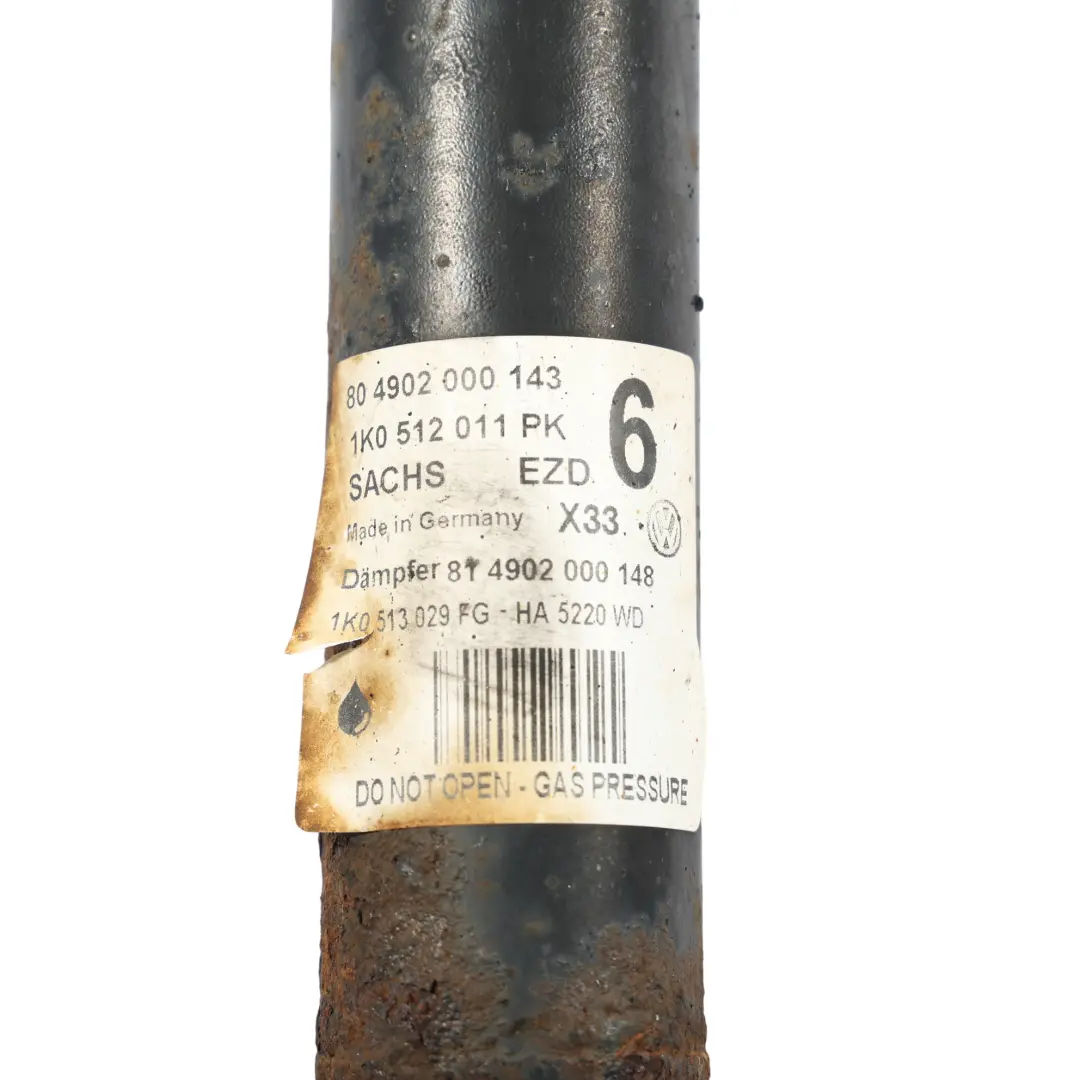 80 4902 000 143
1K0 512 011 PK
6
SACHS EZD
Made in Germany X33
Dämpfer 81 4902 000 148
1K0 513 029 FG - HA 5220 WD
DO NOT OPEN - GAS PRESSURE